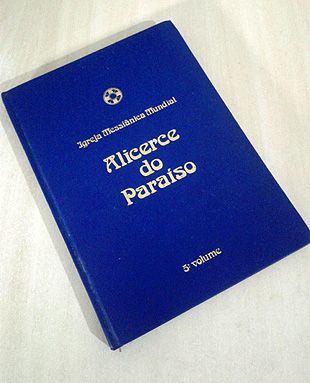 Igreja Messiânica Mundial
Alicerce
do
Paraíso
5º volume